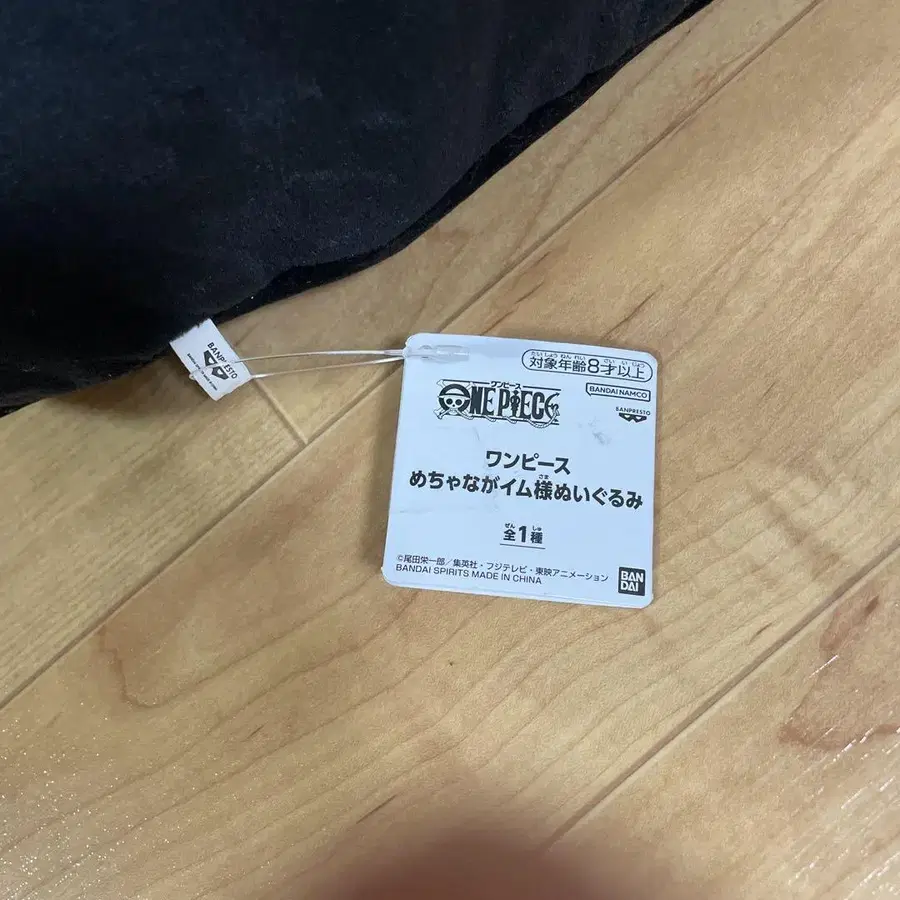 BANPRESTO
たいしょうねんれい さい いじょう
対象年齢8才以上
BANDAI NAMCO
BANPRESTO
ワンピース
ONE PIECE
ワンピース
さま
めちゃながイム様ぬいぐるみ
ぜん しゅ
全1種
©尾田栄一郎/集英社・フジテレビ・東映アニメーション
BANDAI SPIRITS MADE IN CHINA
BAN
DAI